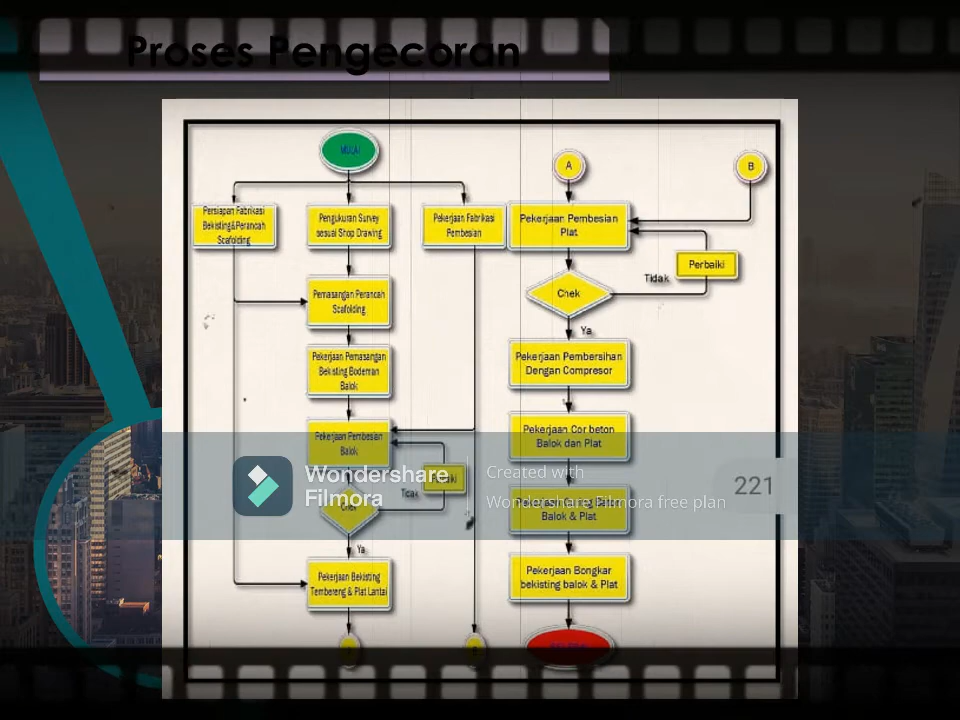 Proses Pengecoran
MULAI
A
B
Persiapan Fabrikasi
Bekisting&Perancah
Scafolding
Pengukuran Survey
sesuai Shop Drawing
Pekerjaan Fabrikasi
Pembesian
Pekerjaan Pembesian
Plat
Perbaiki
Tidak
Chek
Pemasangan Perancah
Scafolding
Ya
Pekerjaan Pemasangan
Bekisting Bodeman
Balok
Pekerjaan Pembersihan
Dengan Compresor
Pekerjaan Pembesian
Balok
Pekerjaan Cor beton
Balok dan Plat
Wondershare
Filmora
Created with
Wondershare Filmora free plan
221
Chek
Balok & Plat
Ya
Pekerjaan Bekisting
Tembereng & Plat Lantai
Pekerjaan Bongkar
bekisting balok & Plat